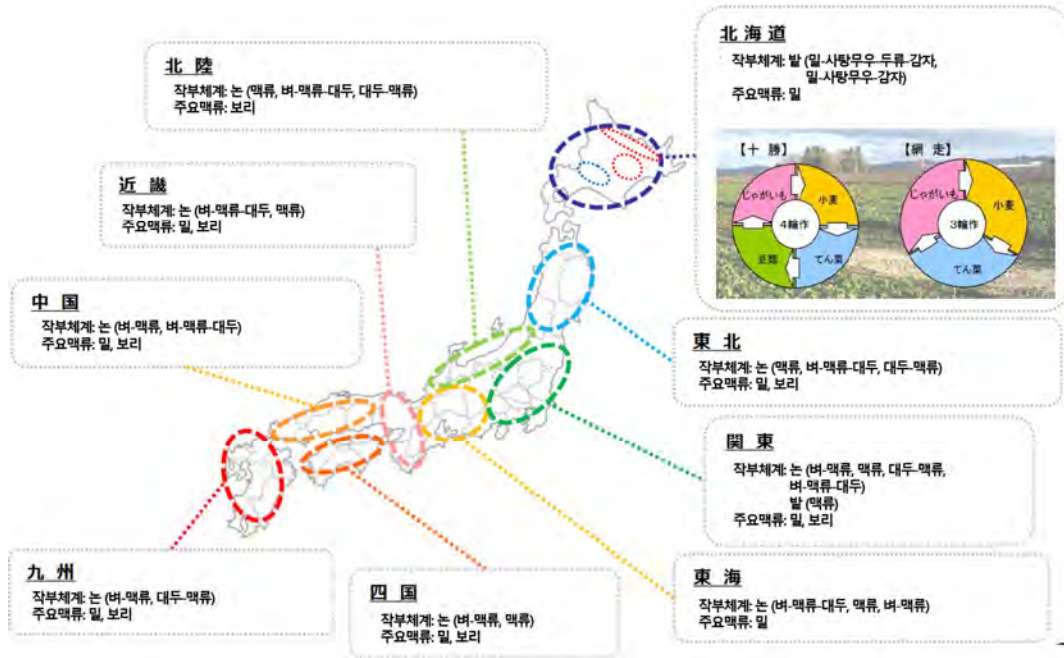 北海道
작부체계: 밭 (밀-사탕무우-두류-감자,
밀-사탕무우-감자)
주요맥류: 밀
【十 勝】
じゃがいも
小麦
4輪作
豆類
てん菜
【網 走】
じゃがいも
小麦
3輪作
てん菜
北 陸
작부체계: 논 (맥류, 벼-맥류-대두, 대두-맥류)
주요맥류: 보리
近 畿
작부체계: 논 (벼-맥류-대두, 맥류)
주요맥류: 밀, 보리
中 国
작부체계: 논 (벼-맥류, 벼-맥류-대두)
주요맥류: 밀, 보리
東 北
작부체계: 논 (맥류, 벼-맥류-대두, 대두-맥류)
주요맥류: 밀, 보리
関 東
작부체계: 논 (벼-맥류, 맥류, 대두-맥류,
벼-맥류-대두)
밭 (맥류)
주요맥류: 밀, 보리
九 州
작부체계: 논 (벼-맥류, 대두-맥류)
주요맥류: 밀, 보리
四 国
작부체계: 논 (벼-맥류, 맥류)
주요맥류: 밀, 보리
東 海
작부체계: 논 (벼-맥류-대두, 맥류, 벼-맥류)
주요맥류: 밀